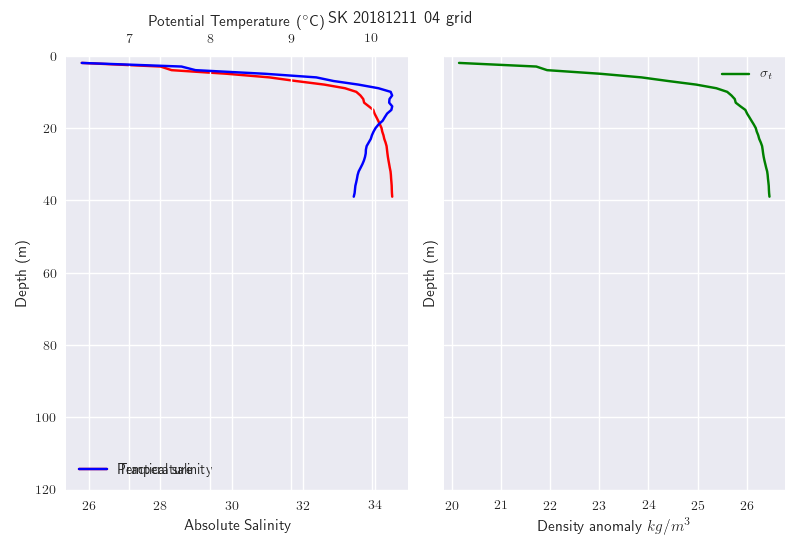 SK 20181211 04 grid
Potential Temperature (°C)
7 8 9 10
0
20
40
60
80
100
120
Depth (m)
26 28 30 32 34
Absolute Salinity
Depth (m)
σt
20 21 22 23 24 25 26
Density anomaly kg/m³